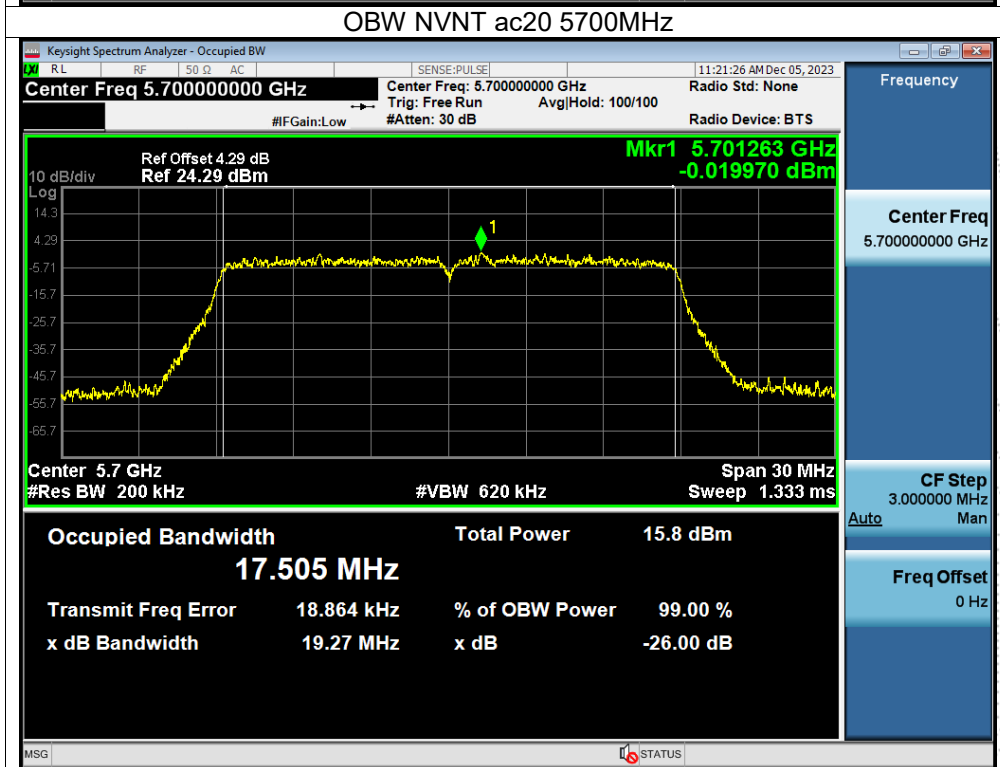 OBW NVNT ac20 5700MHz
Keysight Spectrum Analyzer - Occupied BW
LXI RL RF 50 Ω AC SENSE:PULSE 11:21:26 AM Dec 05, 2023
Center Freq 5.700000000 GHz Center Freq: 5.700000000 GHz Radio Std: None
Trig: Free Run Avg|Hold: 100/100
#IFGain:Low #Atten: 30 dB Radio Device: BTS
Frequency
Mkr1 5.701263 GHz
-0.019970 dBm
Ref Offset 4.29 dB
10 dB/div Ref 24.29 dBm
Log
14.3
4.29
-5.71
-15.7
-25.7
-35.7
-45.7
-55.7
-65.7
1
Center 5.7 GHz Span 30 MHz
#Res BW 200 kHz #VBW 620 kHz Sweep 1.333 ms
Center Freq
5.700000000 GHz
CF Step
3.000000 MHz
Auto Man
Freq Offset
0 Hz
Occupied Bandwidth Total Power 15.8 dBm
17.505 MHz
Transmit Freq Error 18.864 kHz % of OBW Power 99.00 %
x dB Bandwidth 19.27 MHz x dB -26.00 dB
MSG STATUS